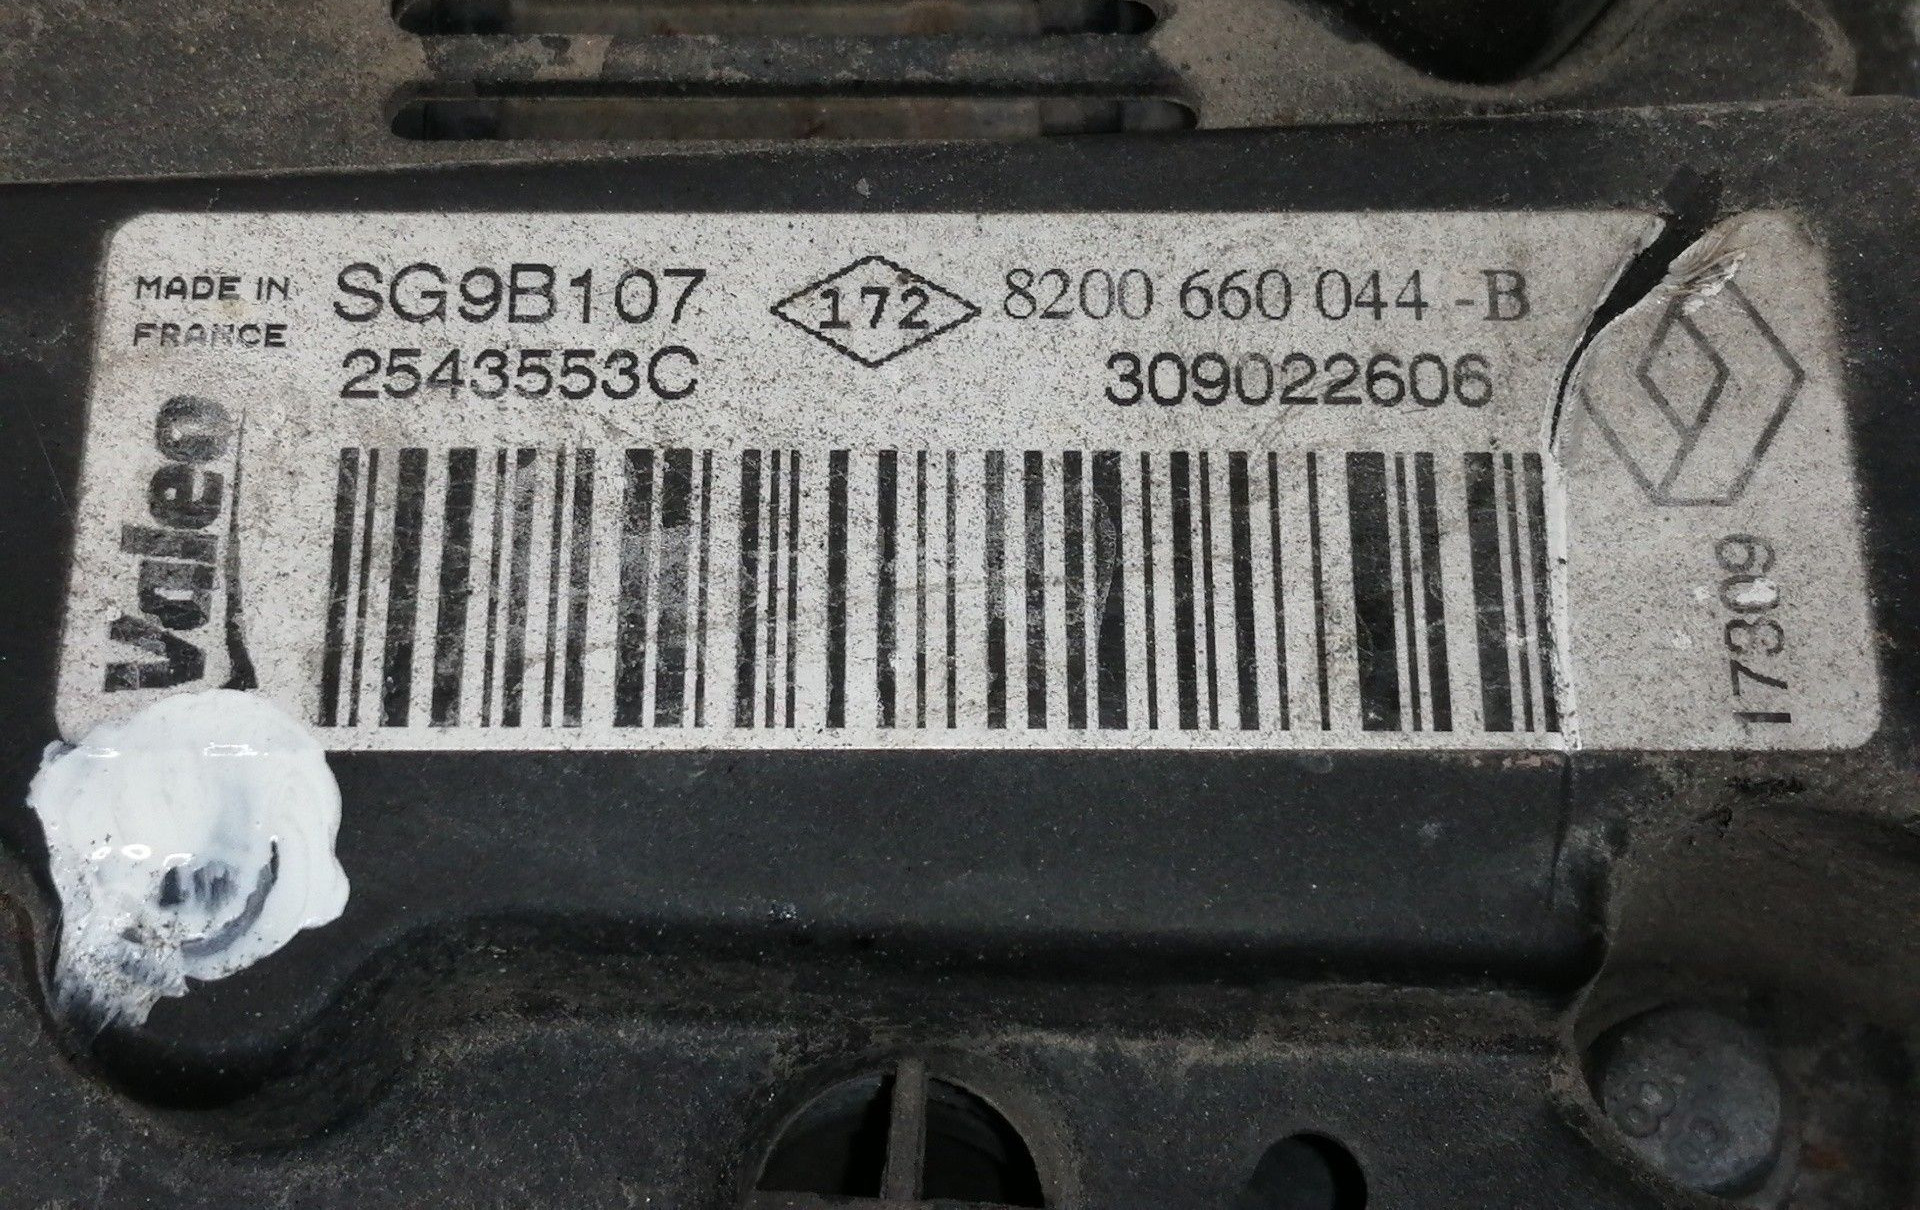 MADE IN
FRANCE
SG9B107
2543553C
172
8200 660 044 -B
309022606
Valeo
17309